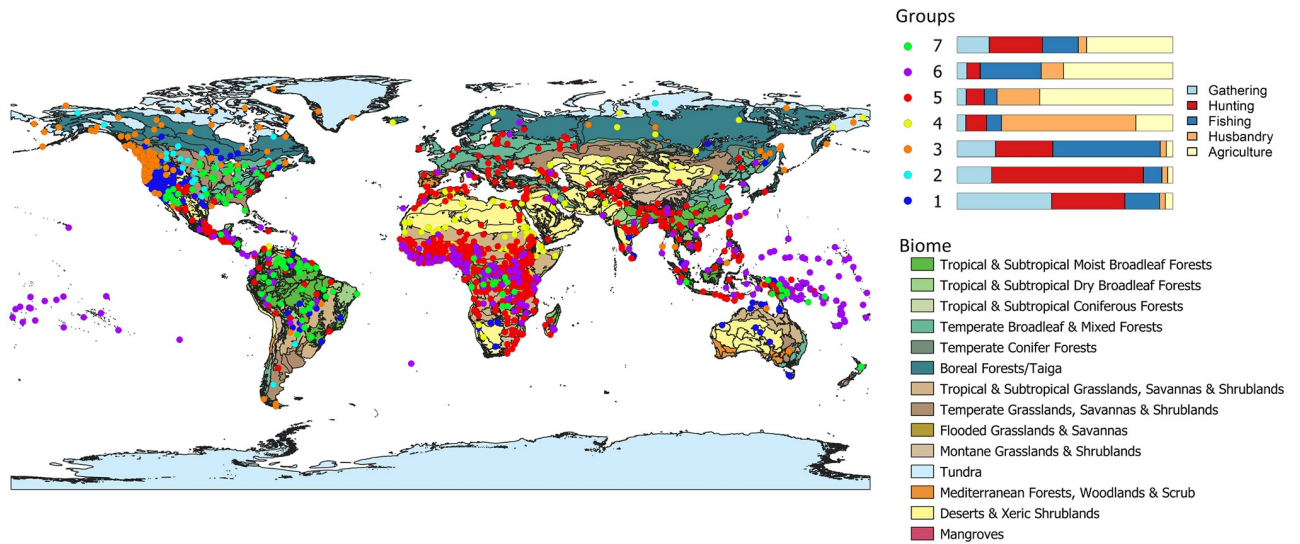 Groups
7
6
5
4
3
2
1
Gathering
Hunting
Fishing
Husbandry
Agriculture
Biome
Tropical & Subtropical Moist Broadleaf Forests
Tropical & Subtropical Dry Broadleaf Forests
Tropical & Subtropical Coniferous Forests
Temperate Broadleaf & Mixed Forests
Temperate Conifer Forests
Boreal Forests/Taiga
Tropical & Subtropical Grasslands, Savannas & Shrublands
Temperate Grasslands, Savannas & Shrublands
Flooded Grasslands & Savannas
Montane Grasslands & Shrublands
Tundra
Mediterranean Forests, Woodlands & Scrub
Deserts & Xeric Shrublands
Mangroves